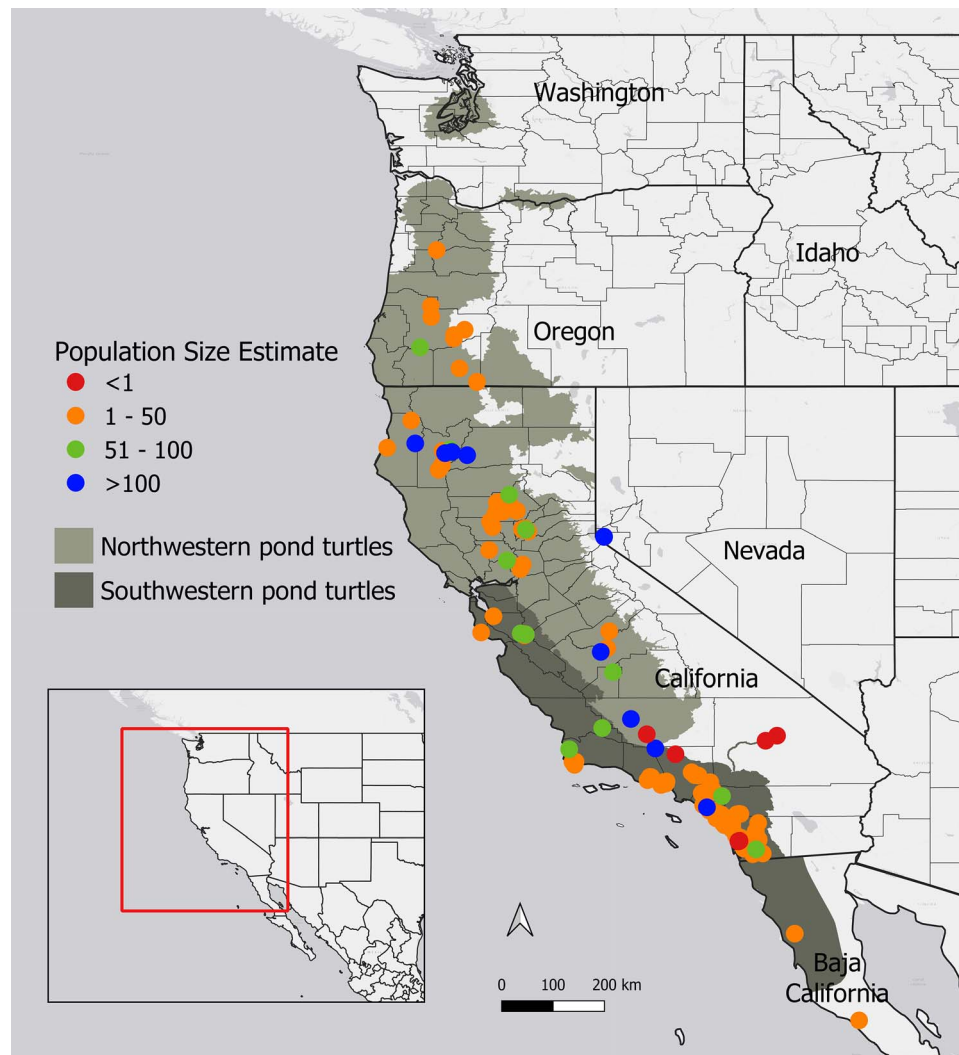 Washington
Idaho
Oregon
Population Size Estimate
<1
1 - 50
51 - 100
>100
Northwestern pond turtles
Southwestern pond turtles
Nevada
California
Baja
California
0 100 200 km